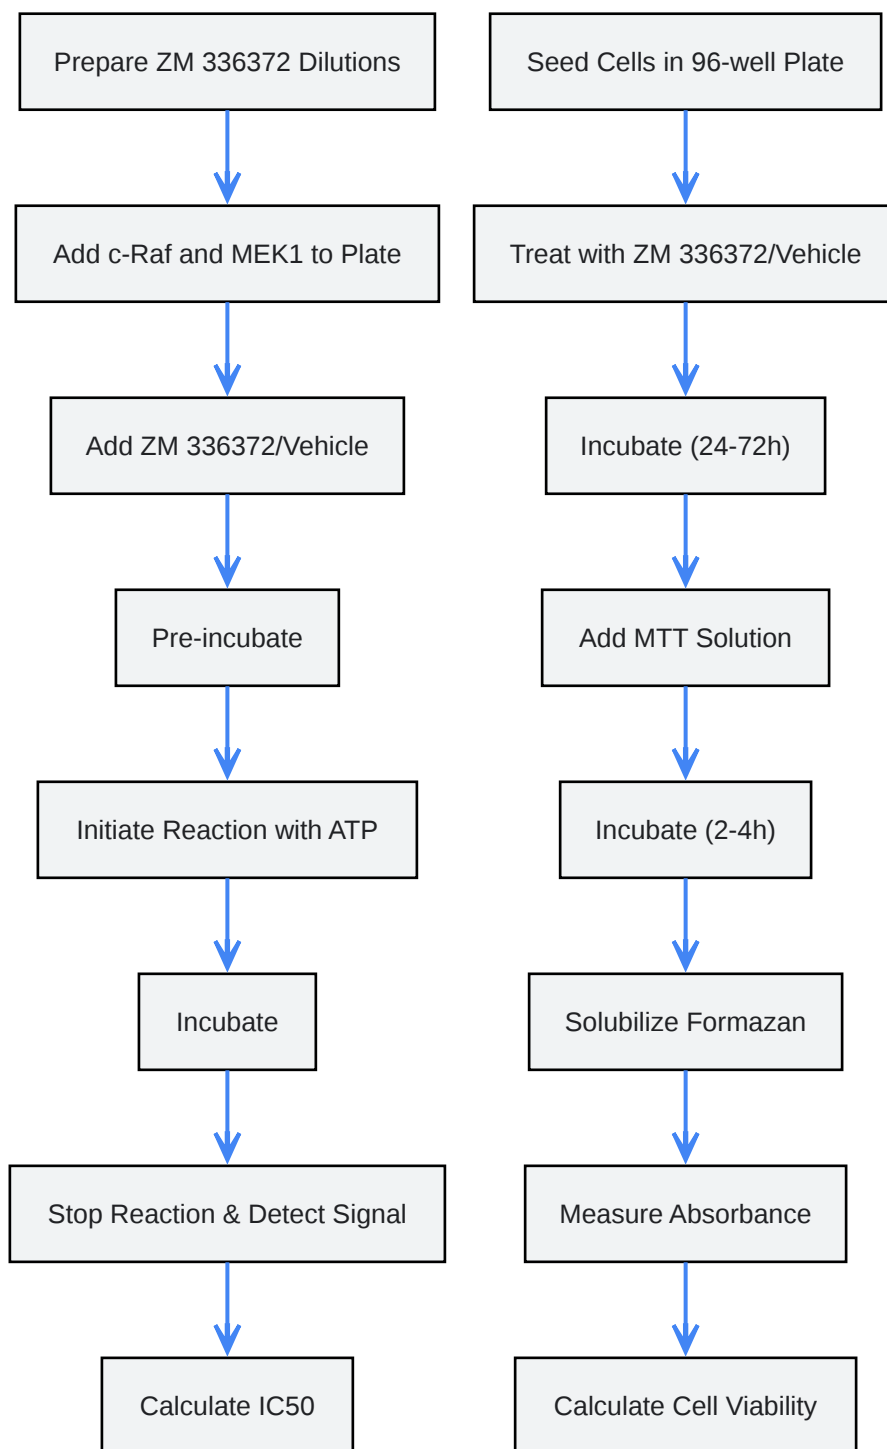 Prepare ZM 336372 Dilutions
Add c-Raf and MEK1 to Plate
Add ZM 336372/Vehicle
Pre-incubate
Initiate Reaction with ATP
Incubate
Stop Reaction & Detect Signal
Calculate IC50
Seed Cells in 96-well Plate
Treat with ZM 336372/Vehicle
Incubate (24-72h)
Add MTT Solution
Incubate (2-4h)
Solubilize Formazan
Measure Absorbance
Calculate Cell Viability